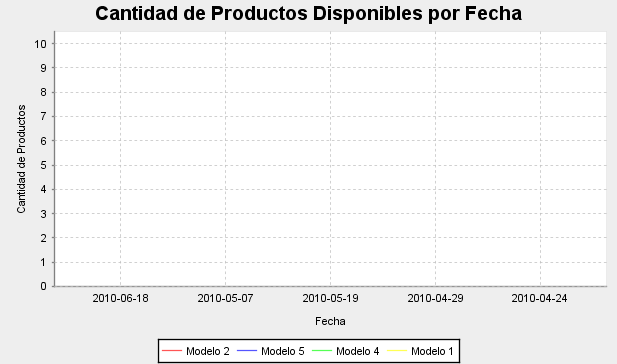 Cantidad de Productos Disponibles por Fecha
10
9
8
7
6
5
4
3
2
1
0
Cantidad de Productos
2010-06-18 2010-05-07 2010-05-19 2010-04-29 2010-04-24
Fecha
Modelo 2 Modelo 5 Modelo 4 Modelo 1